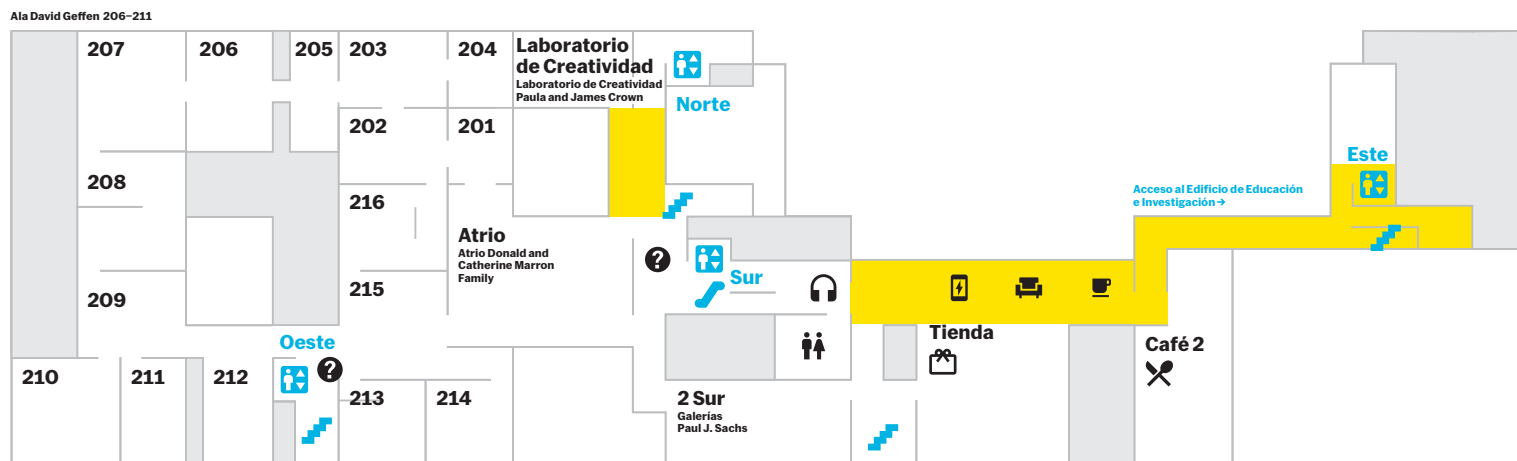 Ala David Geffen 206–211
207
206
205
203
204
Laboratorio
de Creatividad
Laboratorio de Creatividad
Paula and James Crown
Norte
202
201
Este
208
216
Acceso al Edificio de Educación
e Investigación →
Atrio
Atrio Donald and
Catherine Marron
Family
?
Sur
209
215
Oeste
Tienda
Café 2
210
211
212
?
213
214
2 Sur
Galerías
Paul J. Sachs